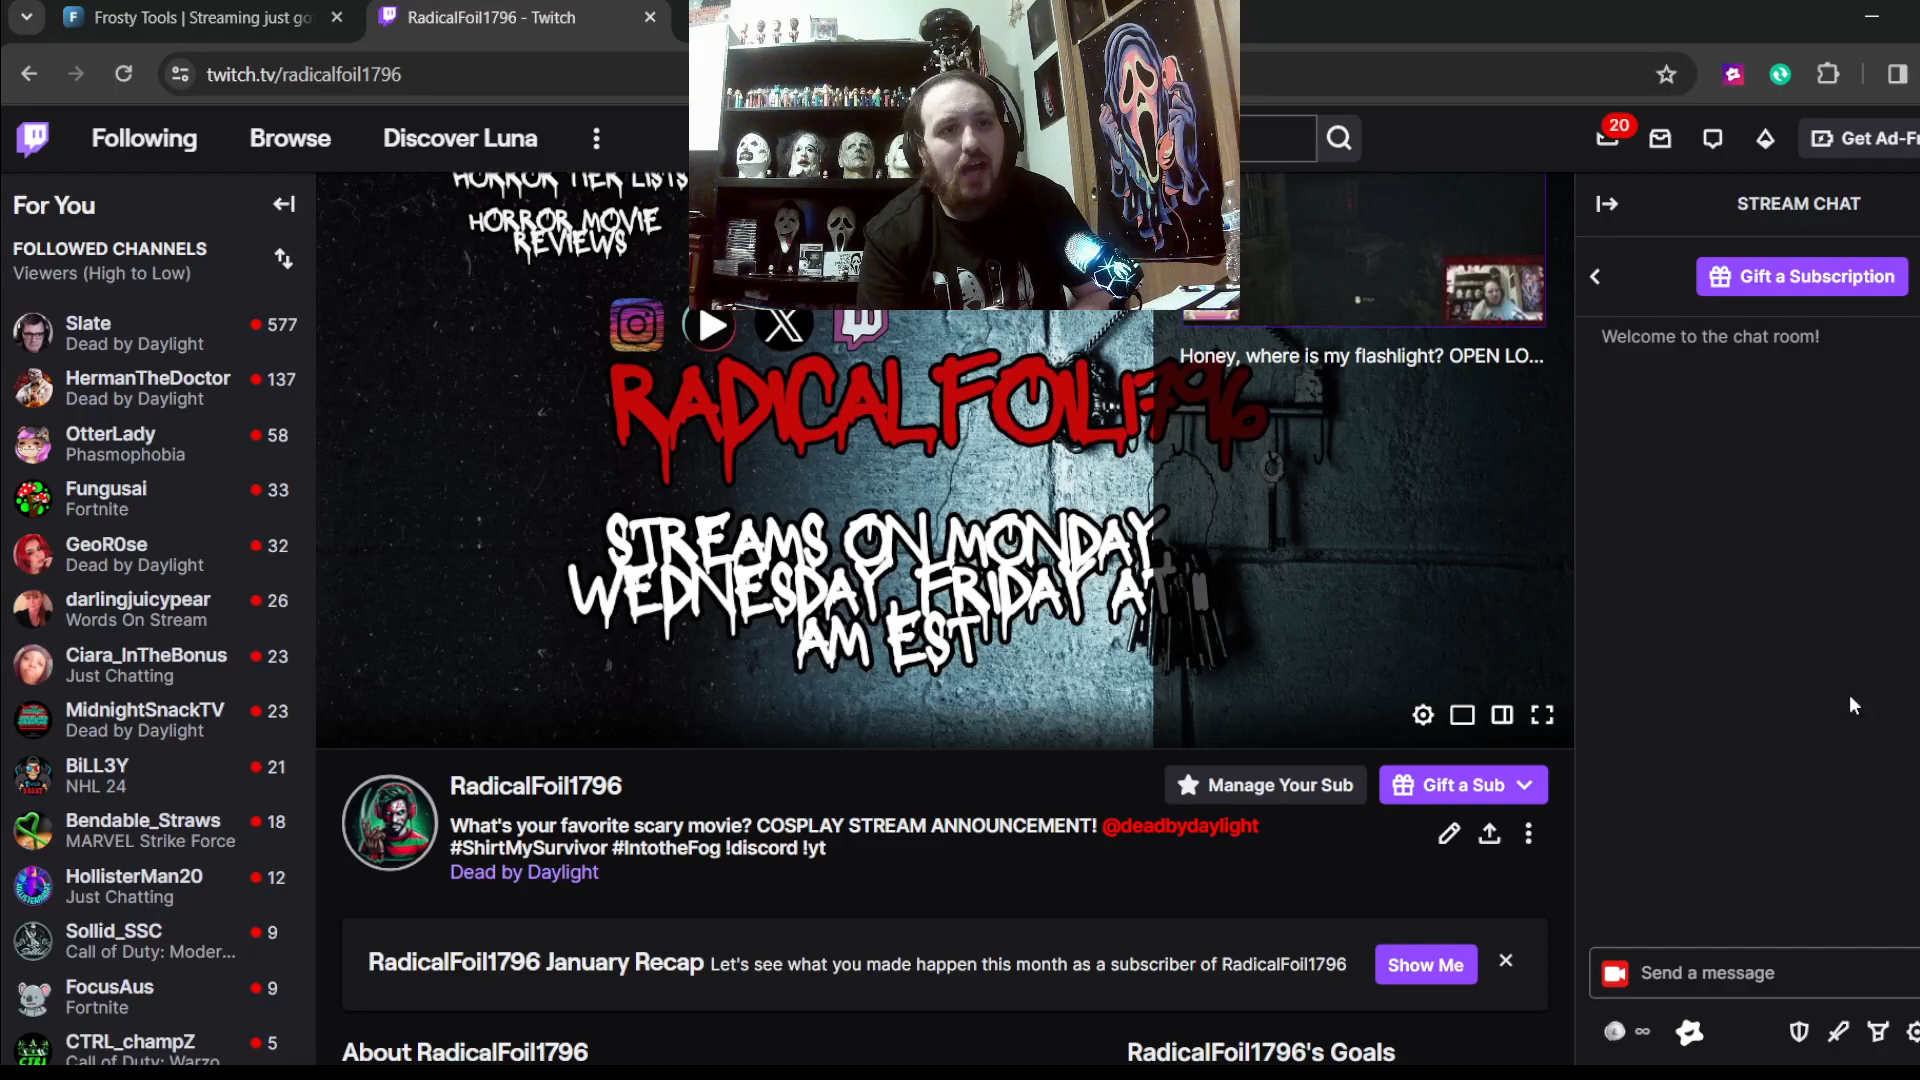 Frosty Tools | Streaming just go
RadicalFoil1796 - Twitch
twitch.tv/radicalfoil1796
Following
Browse
Discover Luna
20
Get Ad-Fr
For You
FOLLOWED CHANNELS
Viewers (High to Low)
Slate
577
Dead by Daylight
HermanTheDoctor
137
Dead by Daylight
OtterLady
58
Phasmophobia
Fungusai
33
Fortnite
GeoR0se
32
Dead by Daylight
darlingjuicypear
26
Words On Stream
Ciara_InTheBonus
23
Just Chatting
MidnightSnackTV
23
Dead by Daylight
BiLL3Y
21
NHL 24
Bendable_Straws
18
MARVEL Strike Force
HollisterMan20
12
Just Chatting
Sollid_SSC
9
Call of Duty: Moder...
FocusAus
9
Fortnite
CTRL_champZ
5
Call of Duty: Warzo
HORROR TIER LISTS
HORROR MOVIE
REVIEWS
Honey, where is my flashlight? OPEN LO...
RADICALFOIL1796
STREAMS ON MONDAY
WEDNESDAY, FRIDAY AT
AM EST
RadicalFoil1796
Manage Your Sub
Gift a Sub
What's your favorite scary movie? COSPLAY STREAM ANNOUNCEMENT! @deadbydaylight
#ShirtMySurvivor #IntotheFog !discord !yt
Dead by Daylight
RadicalFoil1796 January Recap Let's see what you made happen this month as a subscriber of RadicalFoil1796
Show Me
About RadicalFoil1796
RadicalFoil1796's Goals
STREAM CHAT
Gift a Subscription
Welcome to the chat room!
Send a message